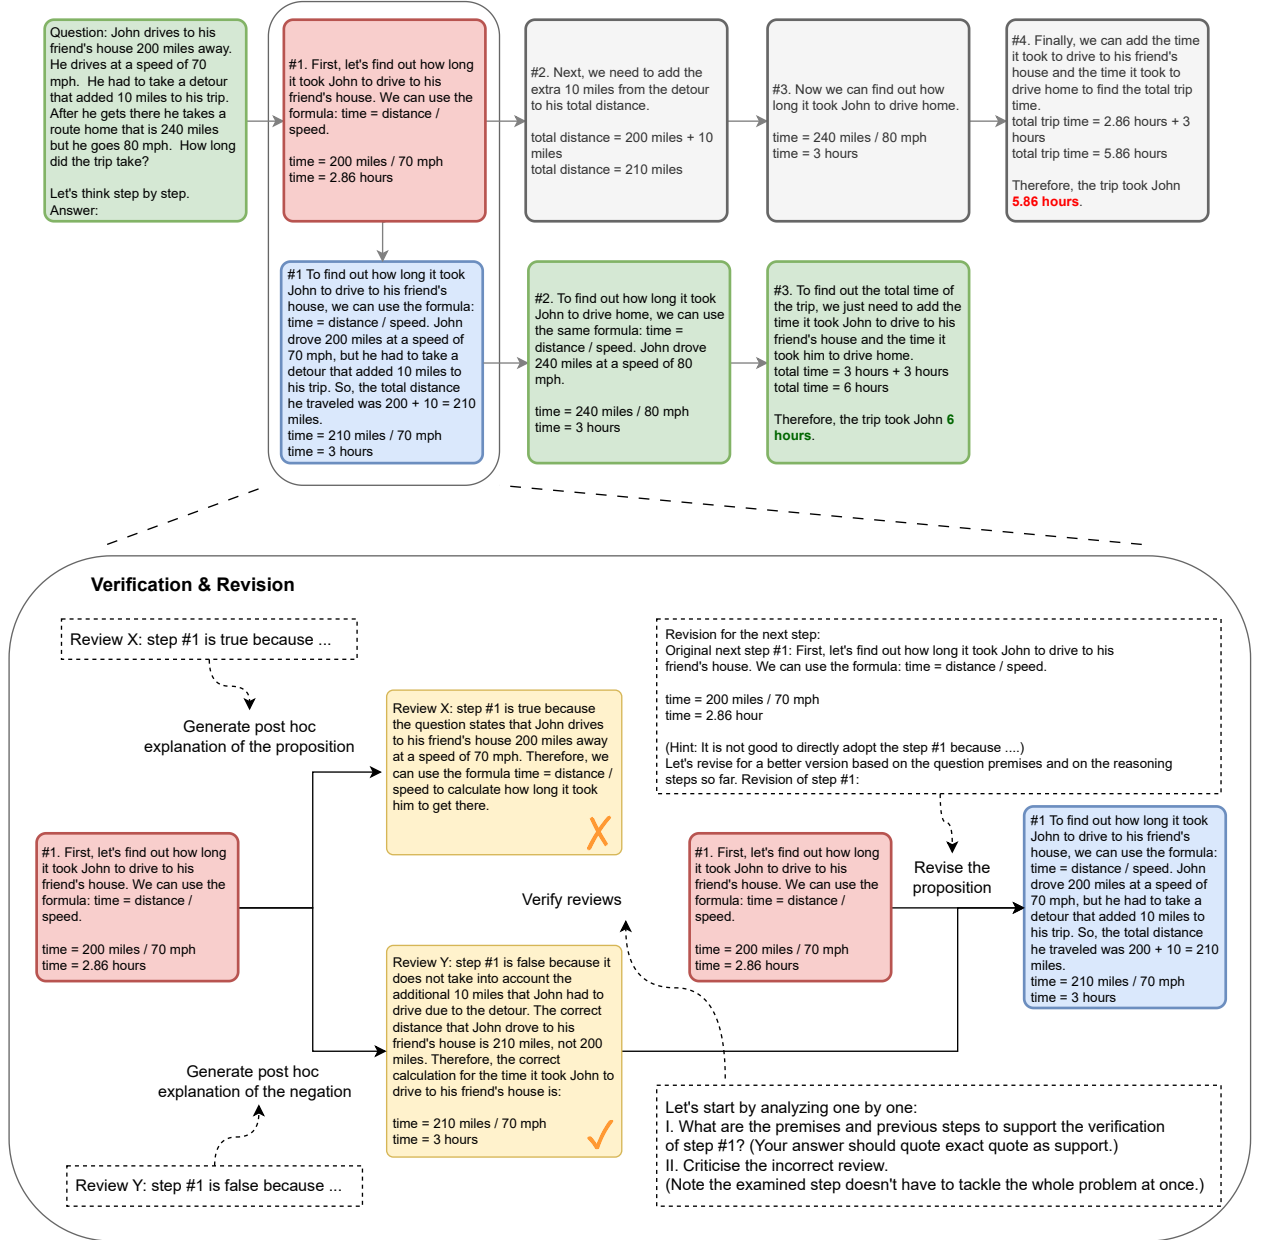 Question: John drives to his
friend's house 200 miles away.
He drives at a speed of 70
mph.  He had to take a detour
that added 10 miles to his trip.
After he gets there he takes a
route home that is 240 miles
but he goes 80 mph.  How long
did the trip take?
Let's think step by step.
Answer:
#1. First, let's find out how long
it took John to drive to his
friend's house. We can use the
formula: time = distance /
speed.
time = 200 miles / 70 mph
time = 2.86 hours
#2. Next, we need to add the
extra 10 miles from the detour
to his total distance.
total distance = 200 miles + 10
miles
total distance = 210 miles
#3. Now we can find out how
long it took John to drive home.
time = 240 miles / 80 mph
time = 3 hours
#4. Finally, we can add the time
it took to drive to his friend's
house and the time it took to
drive home to find the total trip
time.
total trip time = 2.86 hours + 3
hours
total trip time = 5.86 hours
Therefore, the trip took John
5.86 hours.
#1 To find out how long it took
John to drive to his friend's
house, we can use the formula:
time = distance / speed. John
drove 200 miles at a speed of
70 mph, but he had to take a
detour that added 10 miles to
his trip. So, the total distance
he traveled was 200 + 10 = 210
miles.
time = 210 miles / 70 mph
time = 3 hours
#2. To find out how long it took
John to drive home, we can use
the same formula: time =
distance / speed. John drove
240 miles at a speed of 80
mph.
time = 240 miles / 80 mph
time = 3 hours
#3. To find out the total time of
the trip, we just need to add the
time it took John to drive to his
friend's house and the time it
took him to drive home.
total time = 3 hours + 3 hours
total time = 6 hours
Therefore, the trip took John 6
hours.
Verification & Revision
Review X: step #1 is true because ...
Generate post hoc
explanation of the proposition
Review X: step #1 is true because
the question states that John drives
to his friend's house 200 miles away
at a speed of 70 mph. Therefore, we
can use the formula time = distance /
speed to calculate how long it took
him to get there.
#1. First, let's find out how long
it took John to drive to his
friend's house. We can use the
formula: time = distance /
speed.
time = 200 miles / 70 mph
time = 2.86 hours
Review Y: step #1 is false because it
does not take into account the
additional 10 miles that John had to
drive due to the detour. The correct
distance that John drove to his
friend's house is 210 miles, not 200
miles. Therefore, the correct
calculation for the time it took John to
drive to his friend's house is:
time = 210 miles / 70 mph
time = 3 hours
Generate post hoc
explanation of the negation
Review Y: step #1 is false because ...
Verify reviews
Revision for the next step:
Original next step #1: First, let's find out how long it took John to drive to his
friend's house. We can use the formula: time = distance / speed.
time = 200 miles / 70 mph
time = 2.86 hour
(Hint: It is not good to directly adopt the step #1 because ....)
Let's revise for a better version based on the question premises and on the reasoning
steps so far. Revision of step #1:
#1. First, let's find out how long
it took John to drive to his
friend's house. We can use the
formula: time = distance /
speed.
time = 200 miles / 70 mph
time = 2.86 hours
Revise the
proposition
#1 To find out how long it took
John to drive to his friend's
house, we can use the formula:
time = distance / speed. John
drove 200 miles at a speed of
70 mph, but he had to take a
detour that added 10 miles to
his trip. So, the total distance
he traveled was 200 + 10 = 210
miles.
time = 210 miles / 70 mph
time = 3 hours
Let's start by analyzing one by one:
I. What are the premises and previous steps to support the verification
of step #1? (Your answer should quote exact quote as support.)
II. Criticise the incorrect review.
(Note the examined step doesn't have to tackle the whole problem at once.)